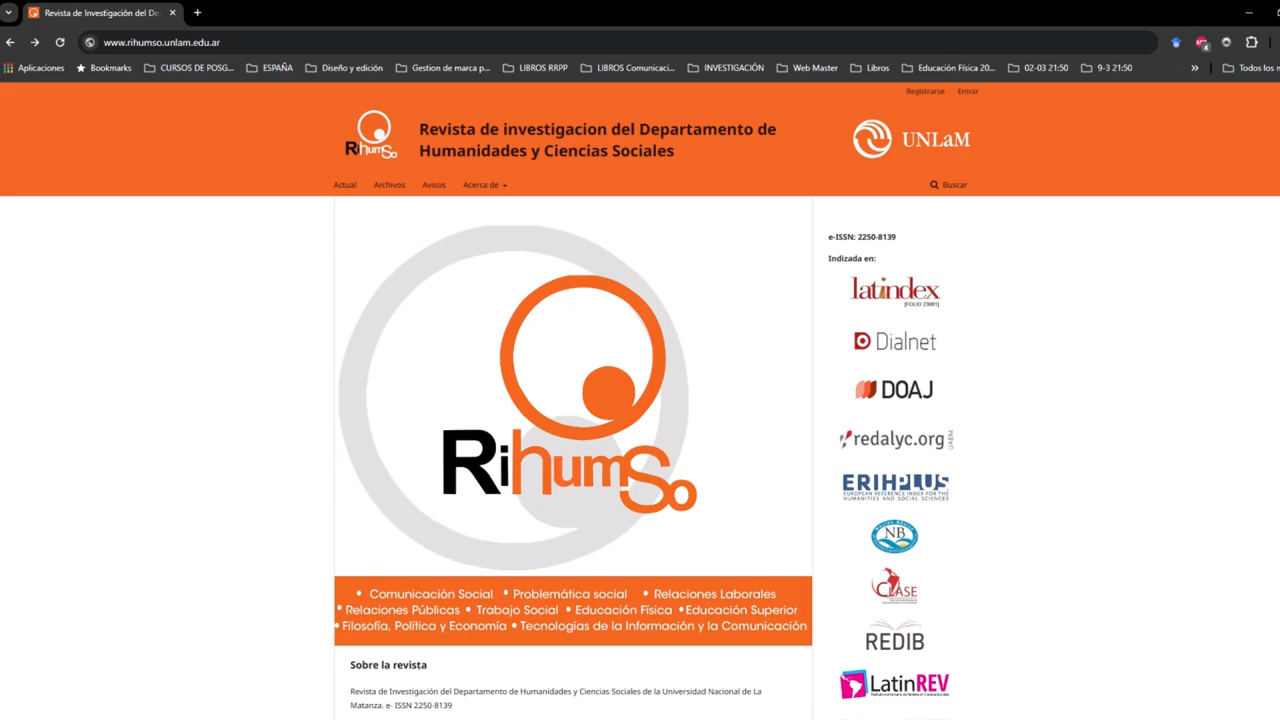 Revista de Investigación del De
www.rihumso.unlam.edu.ar
Aplicaciones
Bookmarks
CURSOS DE POSG...
ESPAÑA
Diseño y edición
Gestion de marca p...
LIBROS RRPP
LIBROS Comunicaci...
INVESTIGACIÓN
Web Master
Libros
Educación Física 20...
02-03 21:50
9-3 21:50
»
Todos los
Registrarse
Entrar
RihumSo
Revista de investigacion del Departamento de
Humanidades y Ciencias Sociales
UNLaM
Actual
Archivos
Avisos
Acerca de
Buscar
RihumSo
• Comunicación Social • Problemática social • Relaciones Laborales
• Relaciones Públicas • Trabajo Social • Educación Física • Educación Superior
• Filosofía, Política y Economía • Tecnologías de la Información y la Comunicación
Sobre la revista
Revista de Investigación del Departamento de Humanidades y Ciencias Sociales de la Universidad Nacional de La
Matanza. e- ISSN 2250-8139
e-ISSN: 2250-8139
Indizada en:
latindex
[FOLIO 23081]
Dialnet
DOAJ
redalyc.org
UAEM
ERIHPLUS
EUROPEAN REFERENCE INDEX FOR THE
HUMANITIES AND SOCIAL SCIENCES
NB
CLASE
REDIB
LatinREV